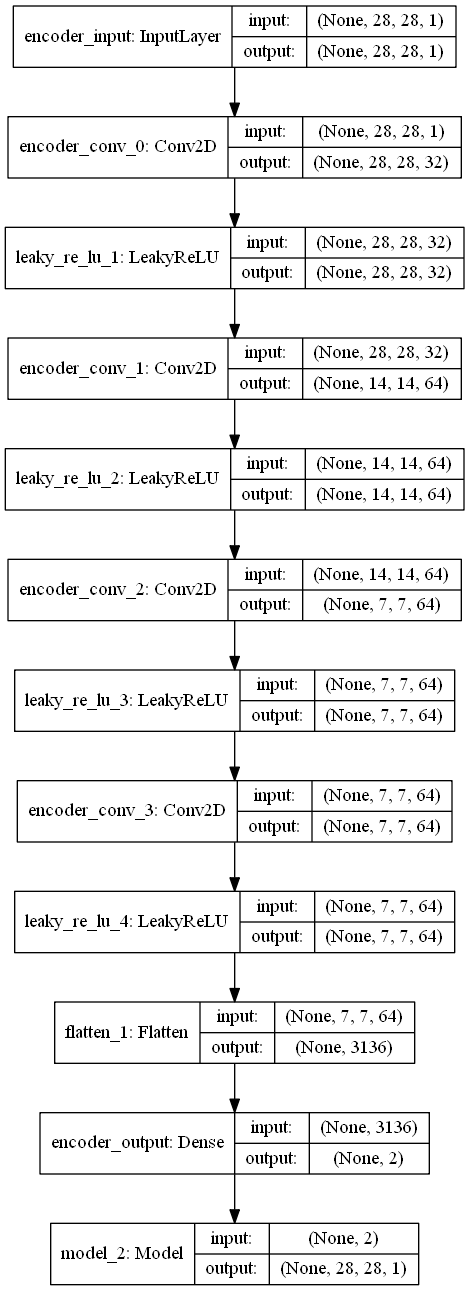 encoder_input: InputLayer
input: (None, 28, 28, 1)
output: (None, 28, 28, 1)
encoder_conv_0: Conv2D
input: (None, 28, 28, 1)
output: (None, 28, 28, 32)
leaky_re_lu_1: LeakyReLU
input: (None, 28, 28, 32)
output: (None, 28, 28, 32)
encoder_conv_1: Conv2D
input: (None, 28, 28, 32)
output: (None, 14, 14, 64)
leaky_re_lu_2: LeakyReLU
input: (None, 14, 14, 64)
output: (None, 14, 14, 64)
encoder_conv_2: Conv2D
input: (None, 14, 14, 64)
output: (None, 7, 7, 64)
leaky_re_lu_3: LeakyReLU
input: (None, 7, 7, 64)
output: (None, 7, 7, 64)
encoder_conv_3: Conv2D
input: (None, 7, 7, 64)
output: (None, 7, 7, 64)
leaky_re_lu_4: LeakyReLU
input: (None, 7, 7, 64)
output: (None, 7, 7, 64)
flatten_1: Flatten
input: (None, 7, 7, 64)
output: (None, 3136)
encoder_output: Dense
input: (None, 3136)
output: (None, 2)
model_2: Model
input: (None, 2)
output: (None, 28, 28, 1)